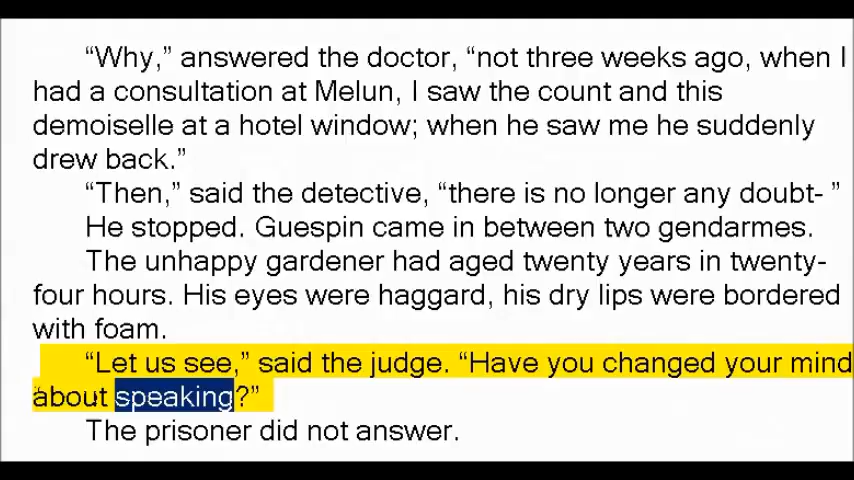 “Why,” answered the doctor, “not three weeks ago, when I
had a consultation at Melun, I saw the count and this
demoiselle at a hotel window; when he saw me he suddenly
drew back.”
“Then,” said the detective, “there is no longer any doubt- ”
He stopped. Guespin came in between two gendarmes.
The unhappy gardener had aged twenty years in twenty-
four hours. His eyes were haggard, his dry lips were bordered
with foam.
“Let us see,” said the judge. “Have you changed your mind
about speaking?”
The prisoner did not answer.